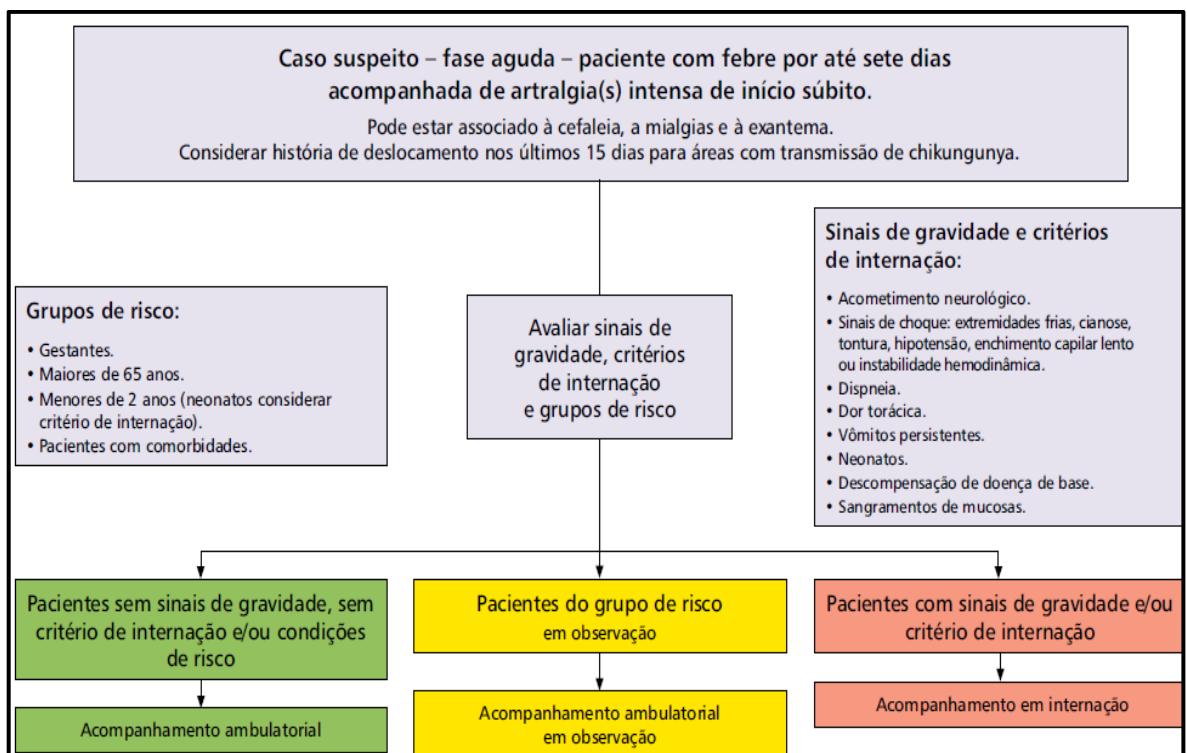 Caso suspeito – fase aguda – paciente com febre por até sete dias
acompanhada de artralgia(s) intensa de início súbito.
Pode estar associado à cefaleia, a mialgias e à exantema.
Considerar história de deslocamento nos últimos 15 dias para áreas com transmissão de chikungunya.
Grupos de risco:
• Gestantes.
• Maiores de 65 anos.
• Menores de 2 anos (neonatos considerar
critério de internação).
• Pacientes com comorbidades.
Avaliar sinais de
gravidade, critérios
de internação
e grupos de risco
Sinais de gravidade e critérios
de internação:
• Acometimento neurológico.
• Sinais de choque: extremidades frias, cianose,
tontura, hipotensão, enchimento capilar lento
ou instabilidade hemodinâmica.
• Dispneia.
• Dor torácica.
• Vômitos persistentes.
• Neonatos.
• Descompensação de doença de base.
• Sangramentos de mucosas.
Pacientes sem sinais de gravidade, sem
critério de internação e/ou condições
de risco
Acompanhamento ambulatorial
Pacientes do grupo de risco
em observação
Acompanhamento ambulatorial
em observação
Pacientes com sinais de gravidade e/ou
critério de internação
Acompanhamento em internação